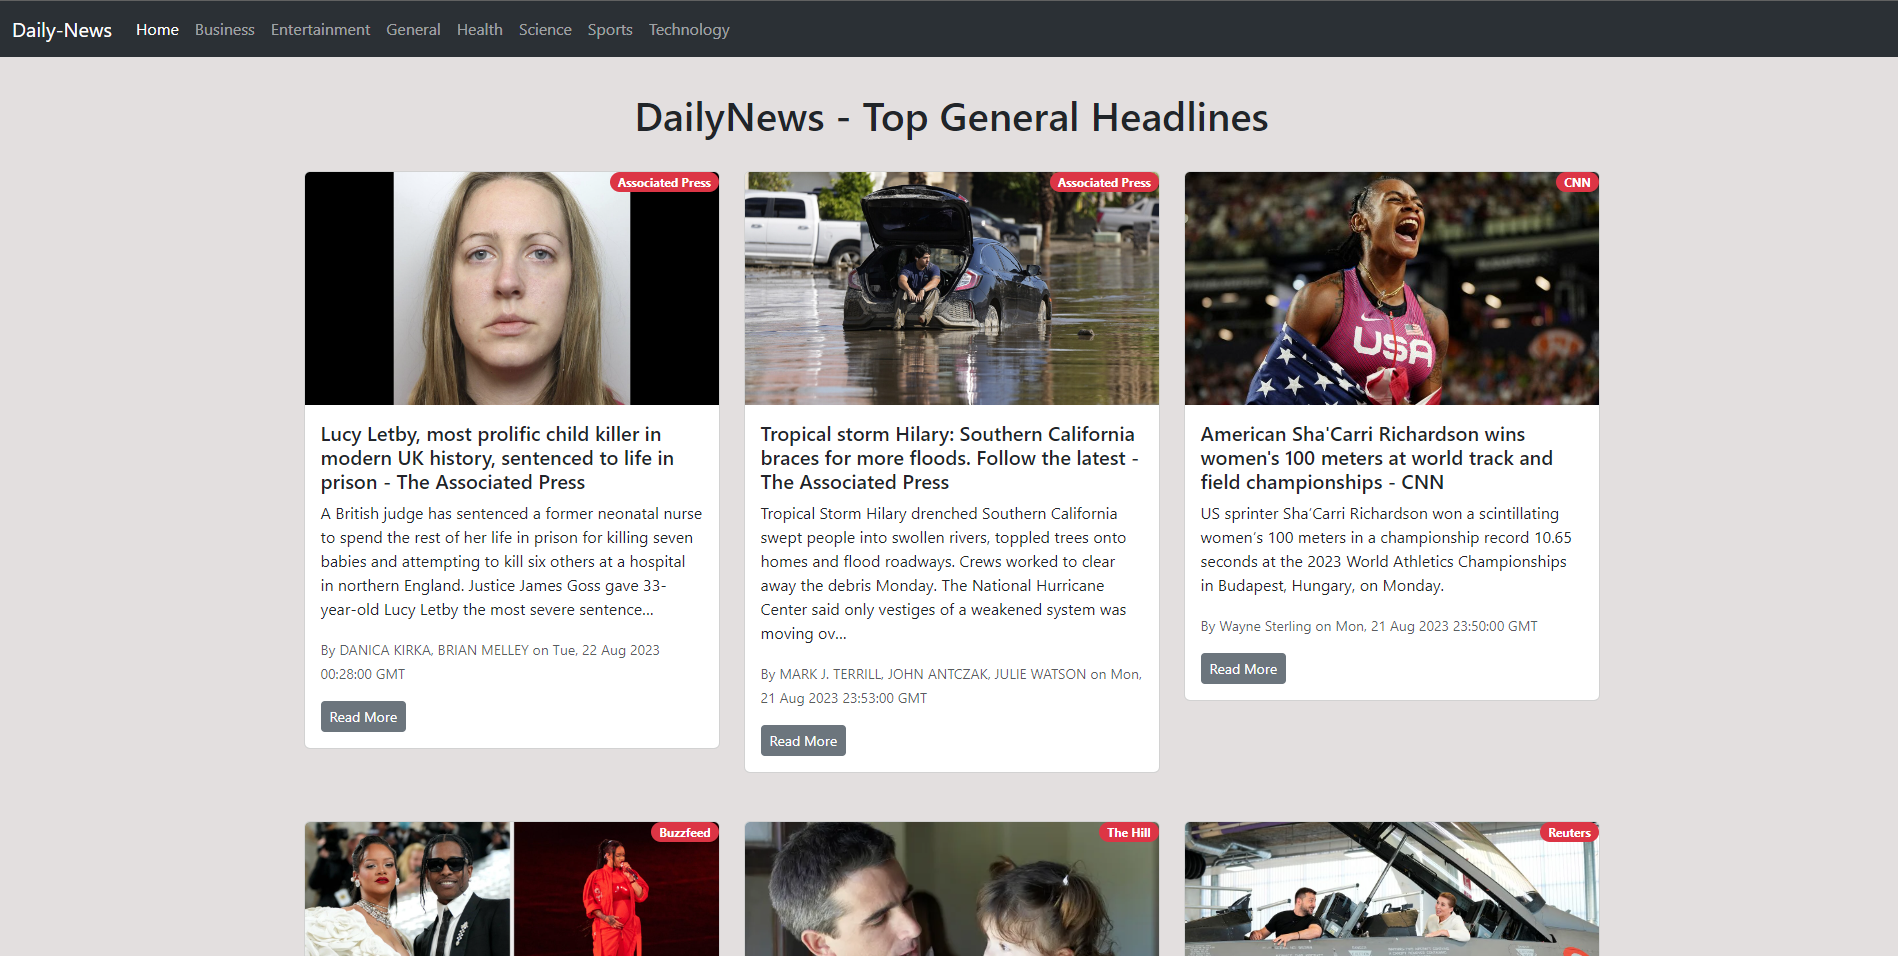 Daily-News Home Business Entertainment General Health Science Sports Technology
DailyNews - Top General Headlines
Associated Press
Lucy Letby, most prolific child killer in
modern UK history, sentenced to life in
prison - The Associated Press
A British judge has sentenced a former neonatal nurse
to spend the rest of her life in prison for killing seven
babies and attempting to kill six others at a hospital
in northern England. Justice James Goss gave 33-
year-old Lucy Letby the most severe sentence...
By DANICA KIRKA, BRIAN MELLEY on Tue, 22 Aug 2023
00:28:00 GMT
Read More
Associated Press
Tropical storm Hilary: Southern California
braces for more floods. Follow the latest -
The Associated Press
Tropical Storm Hilary drenched Southern California
swept people into swollen rivers, toppled trees onto
homes and flood roadways. Crews worked to clear
away the debris Monday. The National Hurricane
Center said only vestiges of a weakened system was
moving ov...
By MARK J. TERRILL, JOHN ANTCZAK, JULIE WATSON on Mon,
21 Aug 2023 23:53:00 GMT
Read More
CNN
USA
American Sha'Carri Richardson wins
women's 100 meters at world track and
field championships - CNN
US sprinter Sha’Carri Richardson won a scintillating
women’s 100 meters in a championship record 10.65
seconds at the 2023 World Athletics Championships
in Budapest, Hungary, on Monday.
By Wayne Sterling on Mon, 21 Aug 2023 23:50:00 GMT
Read More
Buzzfeed
The Hill
Reuters